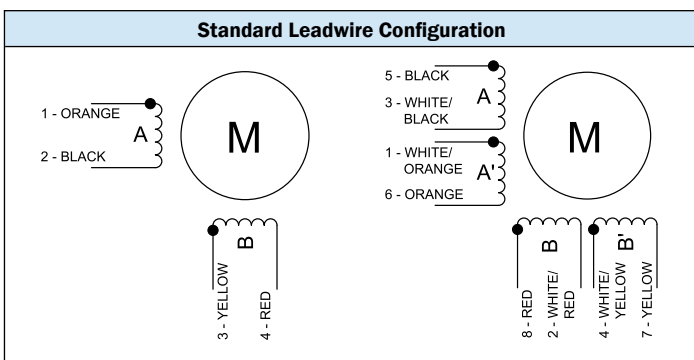 Standard Leadwire Configuration
1 - ORANGE
A
2 - BLACK
M
B
3 - YELLOW
4 - RED
5 - BLACK
A
3 - WHITE/
BLACK
1 - WHITE/
ORANGE
A'
6 - ORANGE
M
B
B'
8 - RED
2 - WHITE/
RED
4 - WHITE/
YELLOW
7 - YELLOW